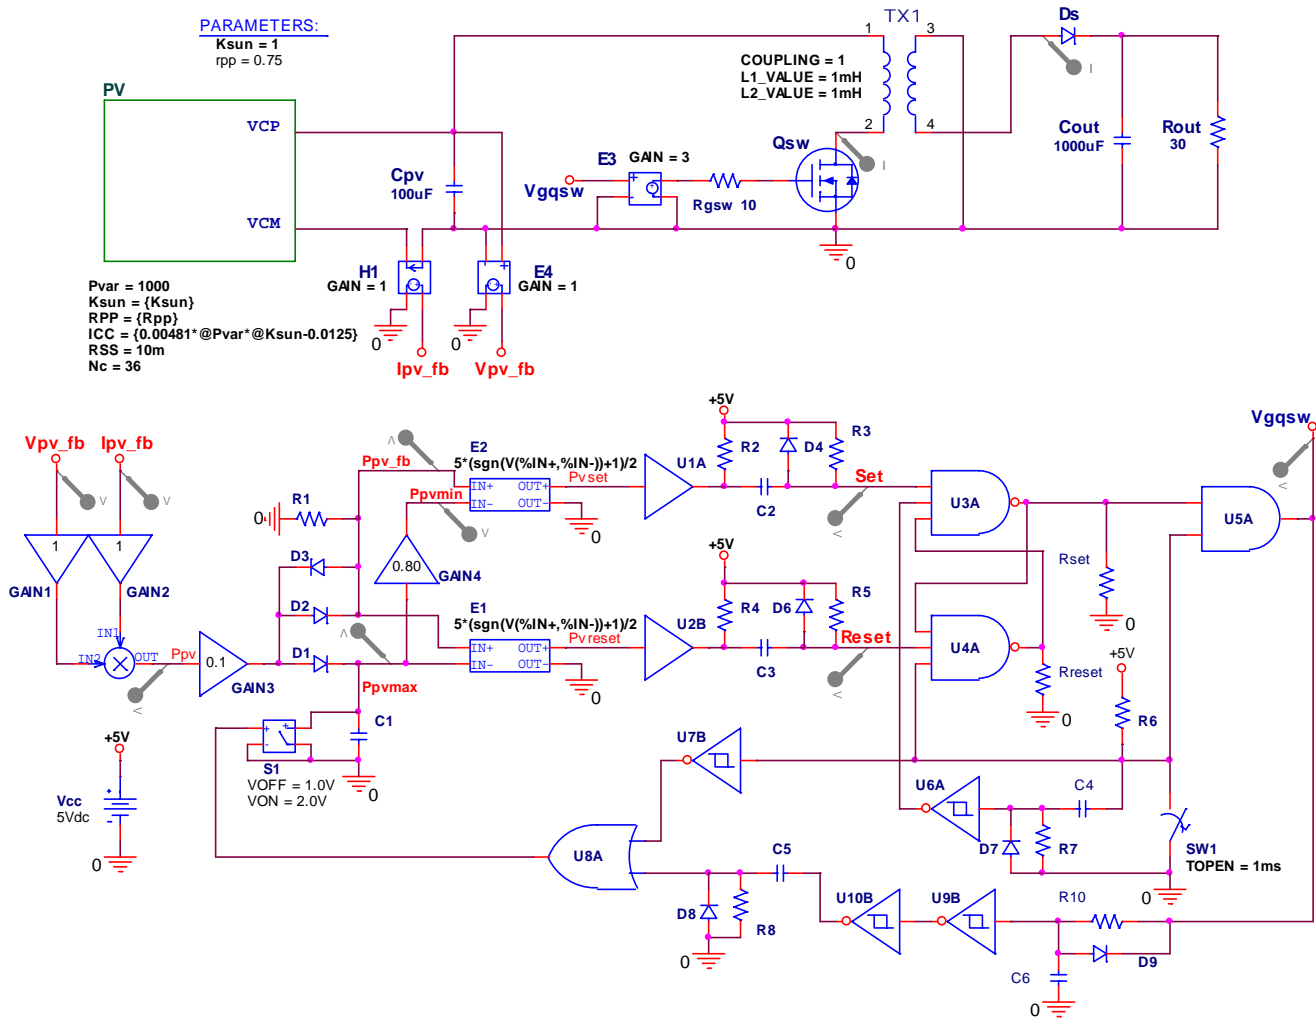 PARAMETERS:
Ksun = 1
rpp = 0.75
PV
VCP
VCM
Pvar = 1000
Ksun = {Ksun}
RPP = {Rpp}
ICC = {0.00481*@Pvar*@Ksun-0.0125}
RSS = 10m
Nc = 36
Cpv
100uF
H1
GAIN = 1
0
Ipv_fb
E4
GAIN = 1
0
Vpv_fb
E3
GAIN = 3
+
-
Vgqsw
Rgsw 10
Qsw
I
0
TX1
1
3
2
4
COUPLING = 1
L1_VALUE = 1mH
L2_VALUE = 1mH
Ds
I
Cout
1000uF
Rout
30
Vpv_fb
Ipv_fb
V
V
1
1
GAIN1
GAIN2
IN1
IN2
OUT
Ppv
V
0.1
GAIN3
+5V
Vcc
5Vdc
+
-
0
R1
0
D3
D2
D1
Ppv_fb
V
Ppvmin
V
0.80
GAIN4
V
Ppvmax
C1
0
S1
VOFF = 1.0V
VON = 2.0V
E2
5*(sgn(V(%IN+,%IN-))+1)/2
IN+
OUT+
IN-
OUT-
0
Pvset
E1
5*(sgn(V(%IN+,%IN-))+1)/2
IN+
OUT+
IN-
OUT-
0
Pvreset
U1A
+5V
R2
D4
R3
C2
Set
V
U2B
+5V
R4
D6
R5
C3
Reset
V
U3A
U4A
Rset
0
Rreset
0
+5V
R6
U5A
Vgqsw
V
U7B
U6A
C4
D7
R7
SW1
TOPEN = 1ms
0
U8A
C5
D8
R8
0
U10B
U9B
R10
D9
C6
0